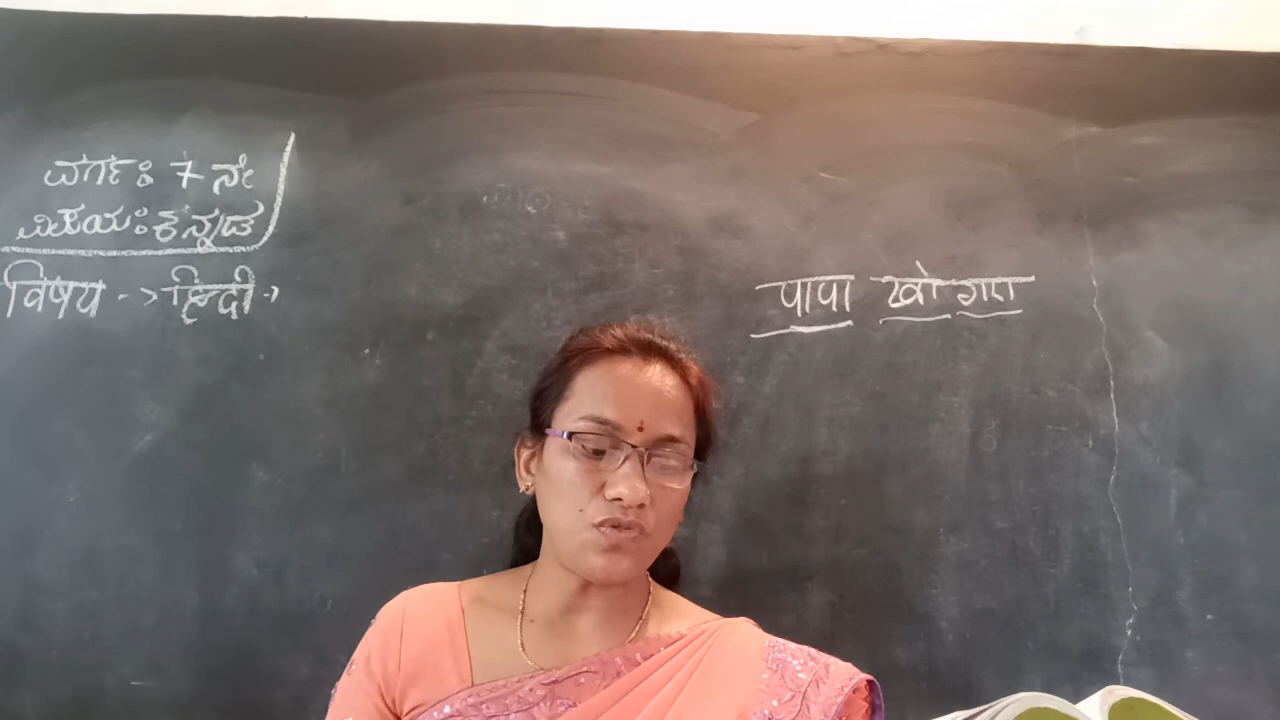 ವರ್ಗ: 7 ನೇ
ವಿಷಯ: ಕನ್ನಡ
विषय -> हिंदी ->
पापा खो गए